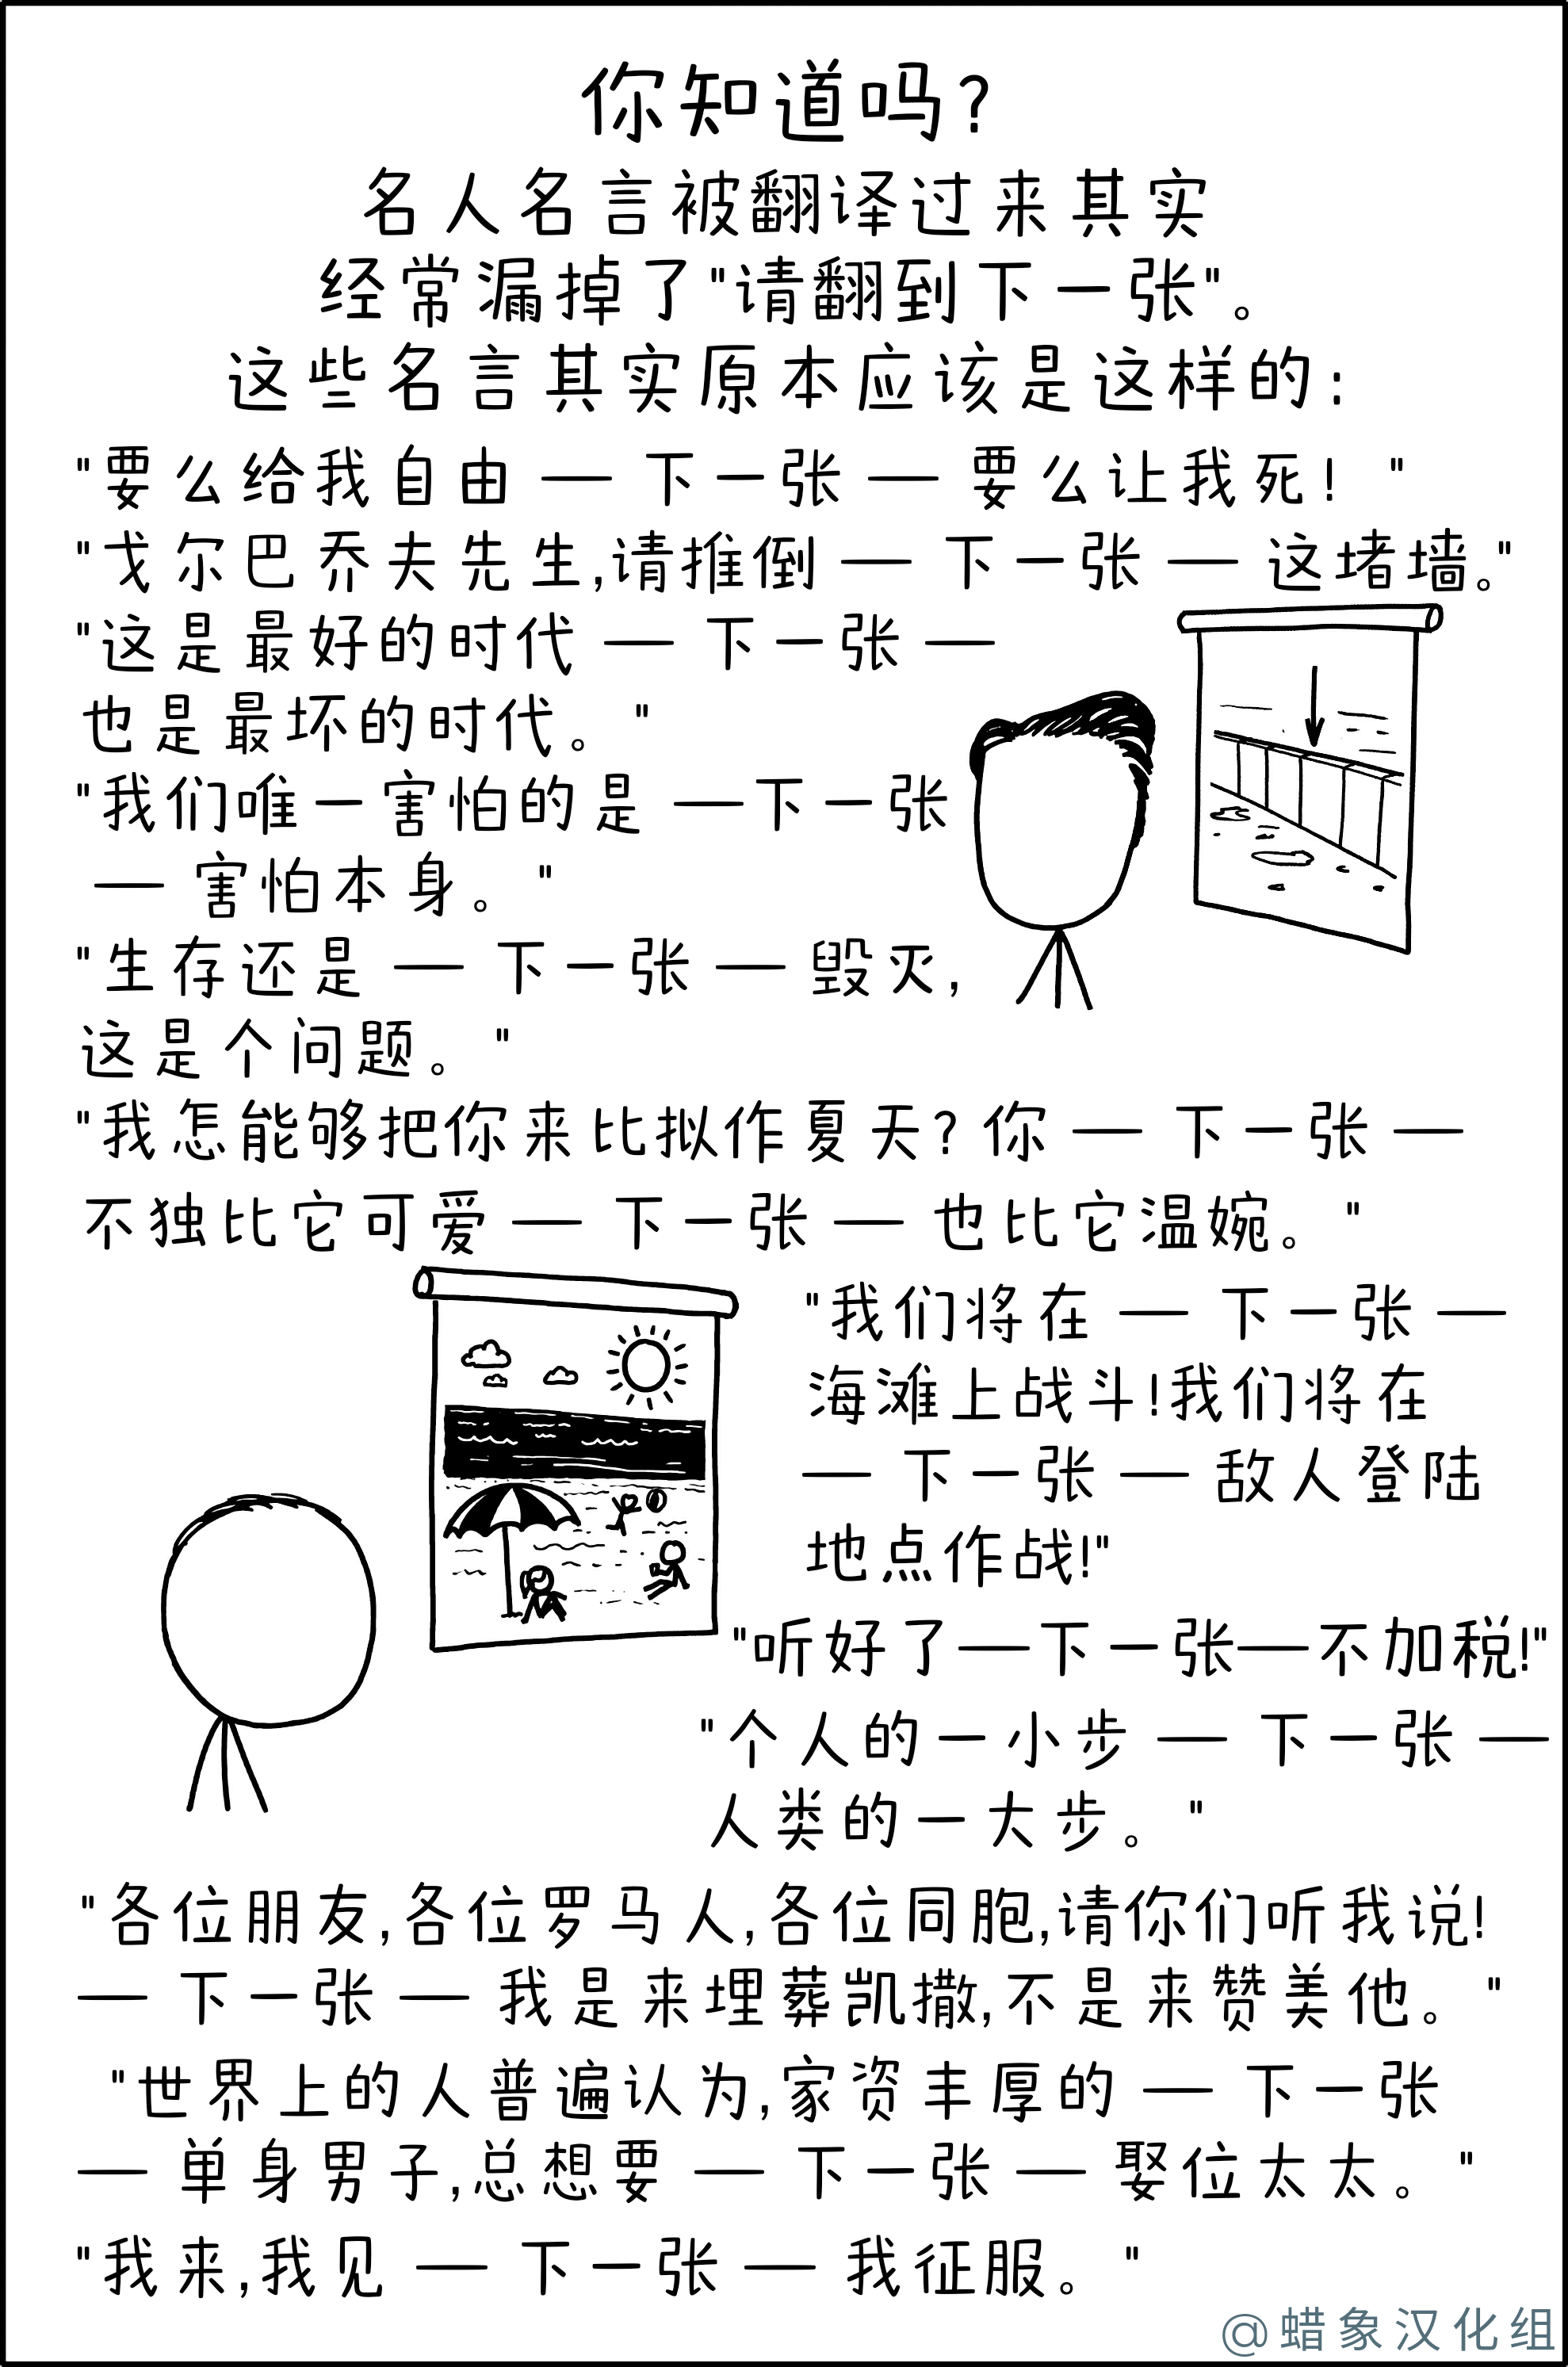 你知道吗?
名人名言被翻译过来其实
经常漏掉了"请翻到下一张"。
这些名言其实原本应该是这样的:
"要么给我自由 — 下一张 — 要么让我死! "
"戈尔巴乔夫先生,请推倒 — 下一张 — 这堵墙。"
"这是最好的时代 — 下一张 —
也是最坏的时代。"
"我们唯一害怕的是 — 下一张
— 害怕本身。"
"生存还是 — 下一张 — 毁灭,
这是个问题。"
"我怎能够把你来比拟作夏天? 你 — 下一张 —
不独比它可爱 — 下一张 — 也比它温婉。"
"我们将在 — 下一张 —
海滩上战斗!我们将在
— 下一张 — 敌人登陆
地点作战!"
"听好了—下一张—不加税!"
"个人的一小步 — 下一张 —
人类的一大步。"
"各位朋友,各位罗马人,各位同胞,请你们听我说!
— 下一张 — 我是来埋葬凯撒,不是来赞美他。"
"世界上的人普遍认为,家资丰厚的 — 下一张
— 单身男子,总想要 — 下一张 — 娶位太太。"
"我来,我见 — 下一张 — 我征服。"
@蜡象汉化组